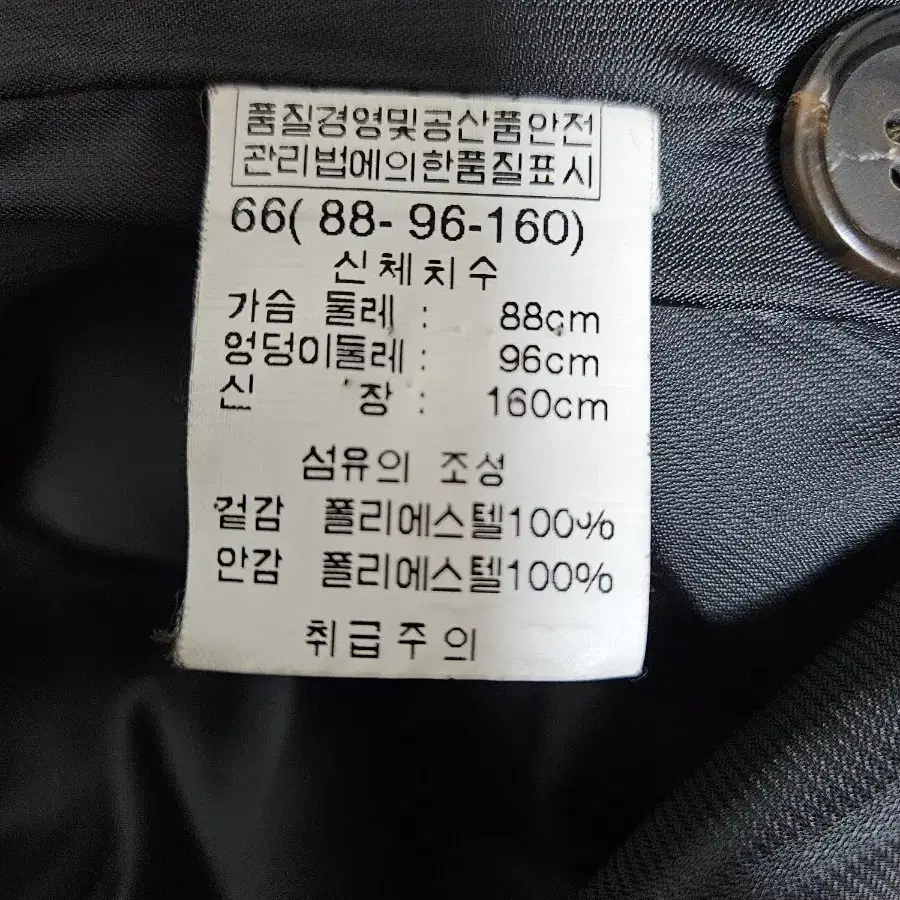 품질경영및공산품안전
관리법에의한품질표시
66( 88- 96-160)
신체치수
가슴 둘레 : 88cm
엉덩이둘레 : 96cm
신 장 : 160cm
섬유의 조성
겉감 폴리에스텔100%
안감 폴리에스텔100%
취급주의